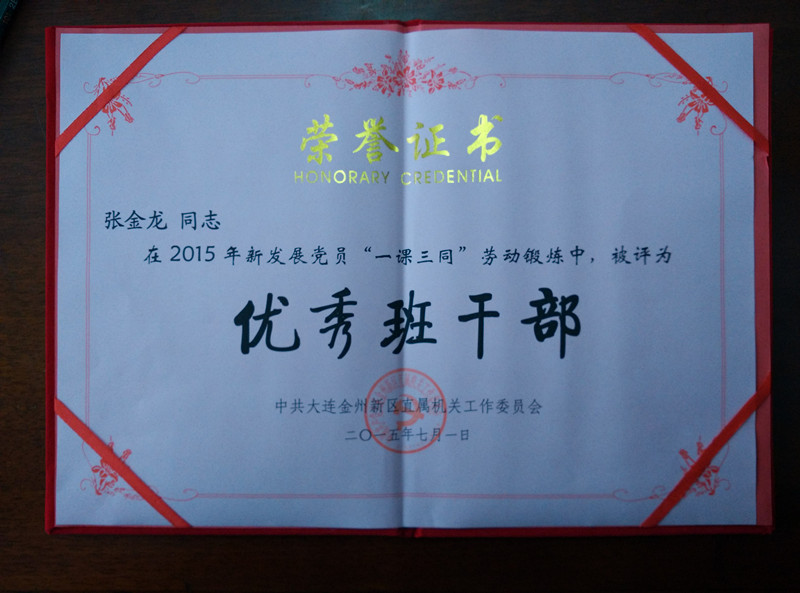 荣誉证书
HONORARY CREDENTIAL
张金龙 同志
在2015年新发展党员“一课三同”劳动锻炼中，被评为
优秀班干部
中共大连金州新区直属机关工作委员会
二〇一五年七月一日